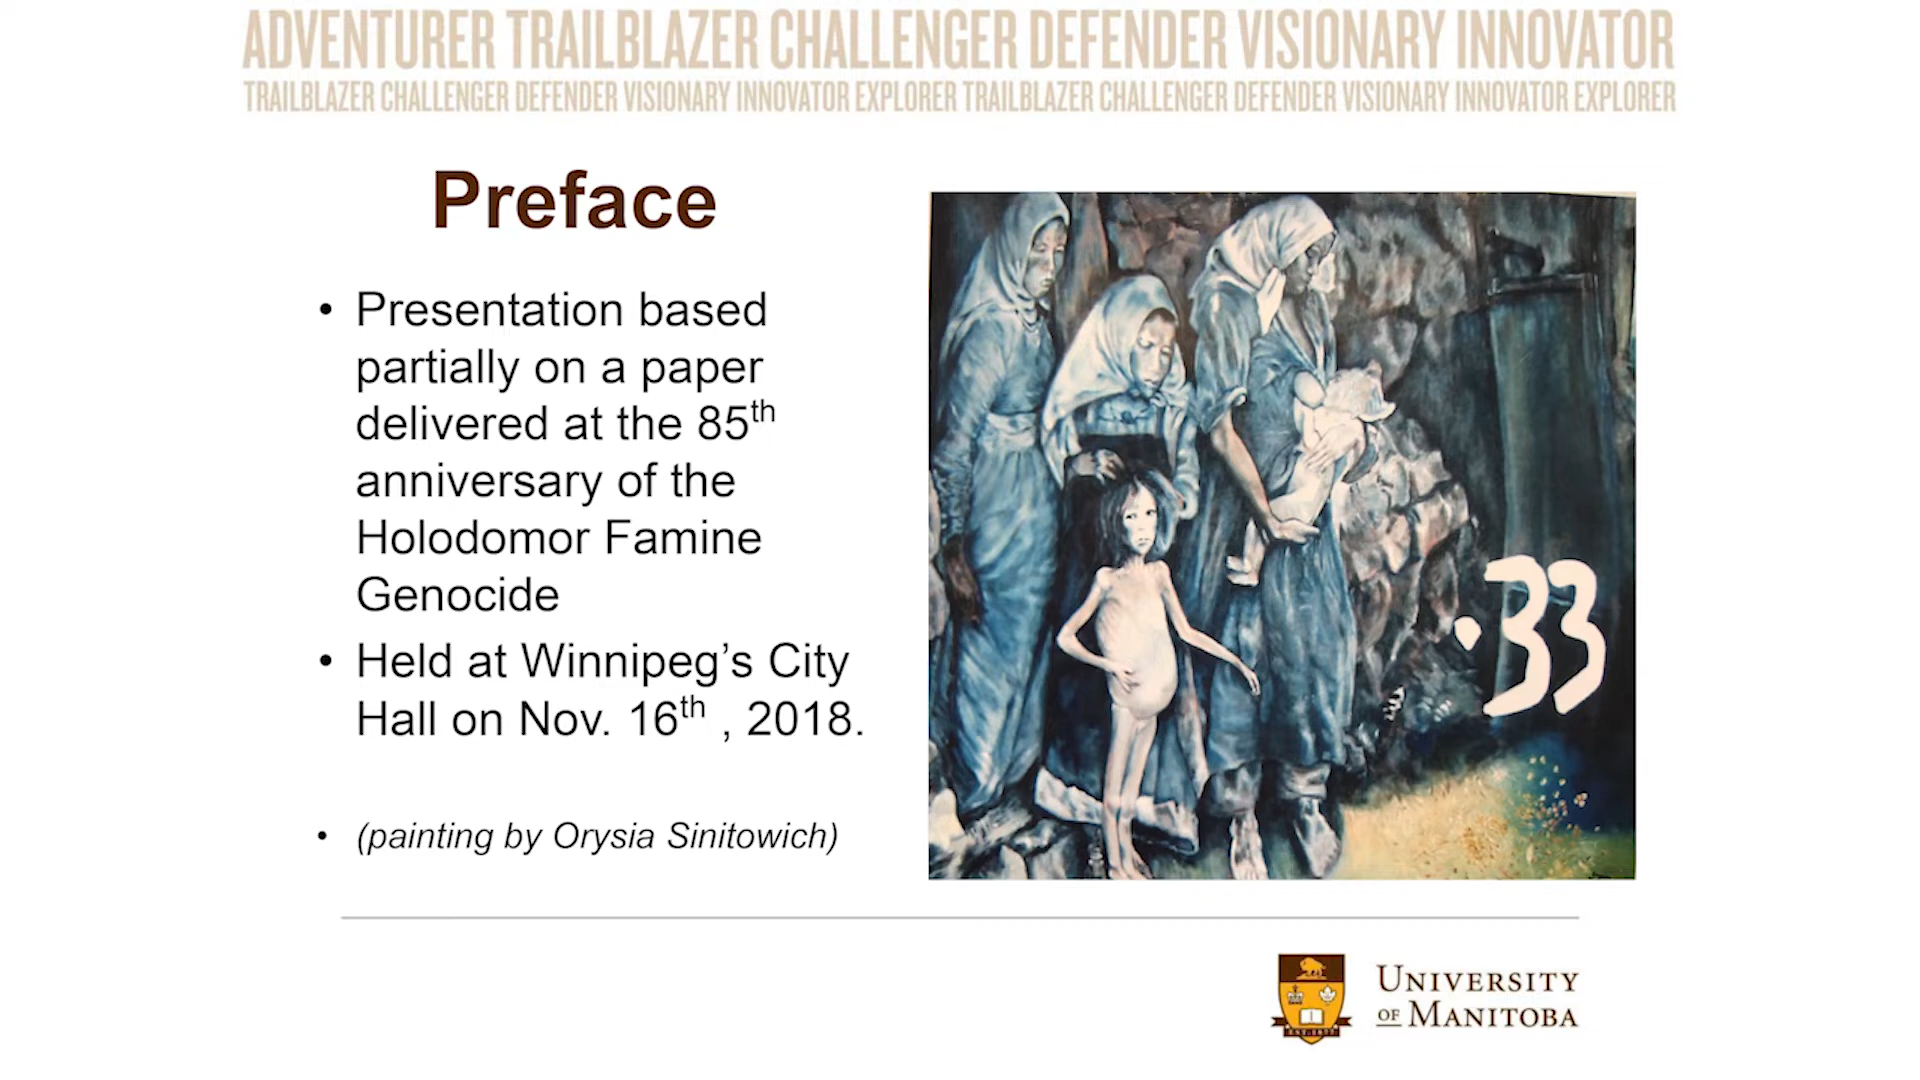 ADVENTURER TRAILBLAZER CHALLENGER DEFENDER VISIONARY INNOVATOR
TRAILBLAZER CHALLENGER DEFENDER VISIONARY INNOVATOR EXPLORER TRAILBLAZER CHALLENGER DEFENDER VISIONARY INNOVATOR EXPLORER
Preface
• Presentation based
partially on a paper
delivered at the 85th
anniversary of the
Holodomor Famine
Genocide
• Held at Winnipeg’s City
Hall on Nov. 16th , 2018.
• (painting by Orysia Sinitowich)
·33
EST. 1877
UNIVERSITY
OF MANITOBA